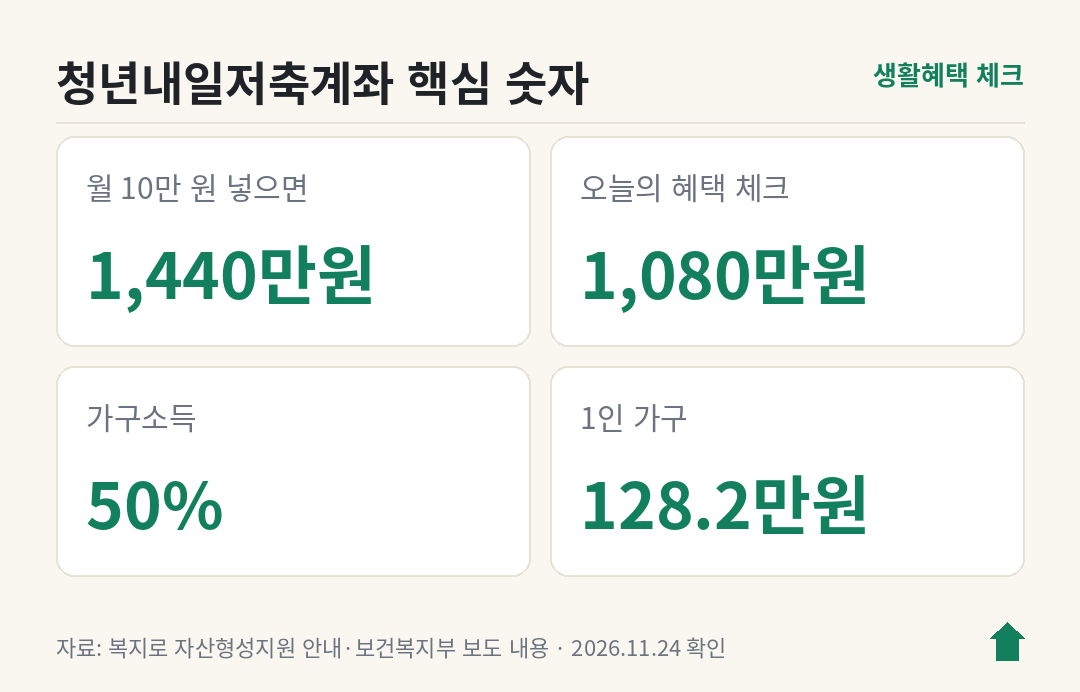 청년내일저축계좌 핵심 숫자
생활혜택 체크
월 10만 원 넣으면
1,440만원
오늘의 혜택 체크
1,080만원
가구소득
50%
1인 가구
128.2만원
자료: 복지로 자산형성지원 안내·보건복지부 보도 내용 · 2026.11.24 확인